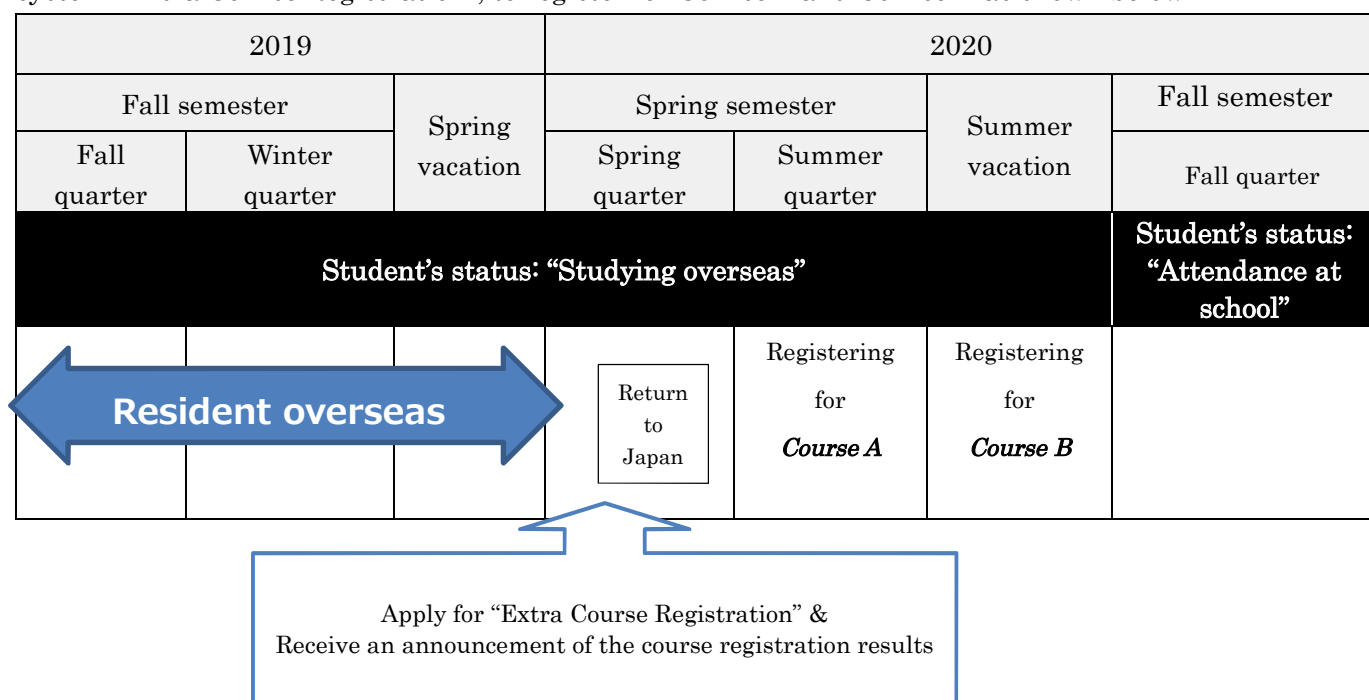 2019
2020
Fall semester
Spring
vacation
Spring semester
Summer
vacation
Fall semester
Fall
quarter
Winter
quarter
Spring
quarter
Summer
quarter
Fall quarter
Student's status: “Studying overseas”
Student's status:
“Attendance at
school”
Resident overseas
Return
to
Japan
Registering
for
Course A
Registering
for
Course B
Apply for “Extra Course Registration” &
Receive an announcement of the course registration results